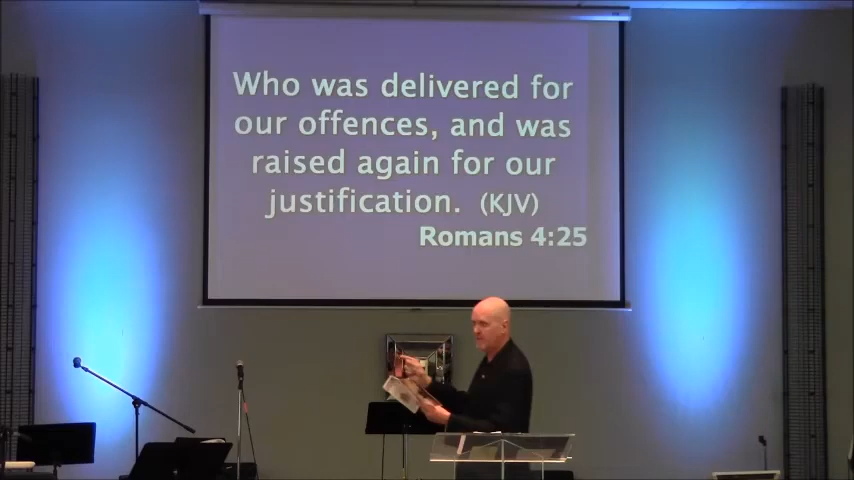 Who was delivered for
our offences, and was
raised again for our
justification. (KJV)
Romans 4:25